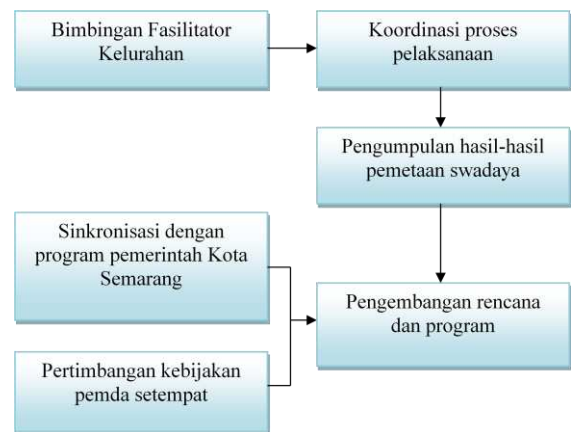 Bimbingan Fasilitator
Kelurahan
Koordinasi proses
pelaksanaan
Pengumpulan hasil-hasil
pemetaan swadaya
Sinkronisasi dengan
program pemerintah Kota
Semarang
Pengembangan rencana
dan program
Pertimbangan kebijakan
pemda setempat